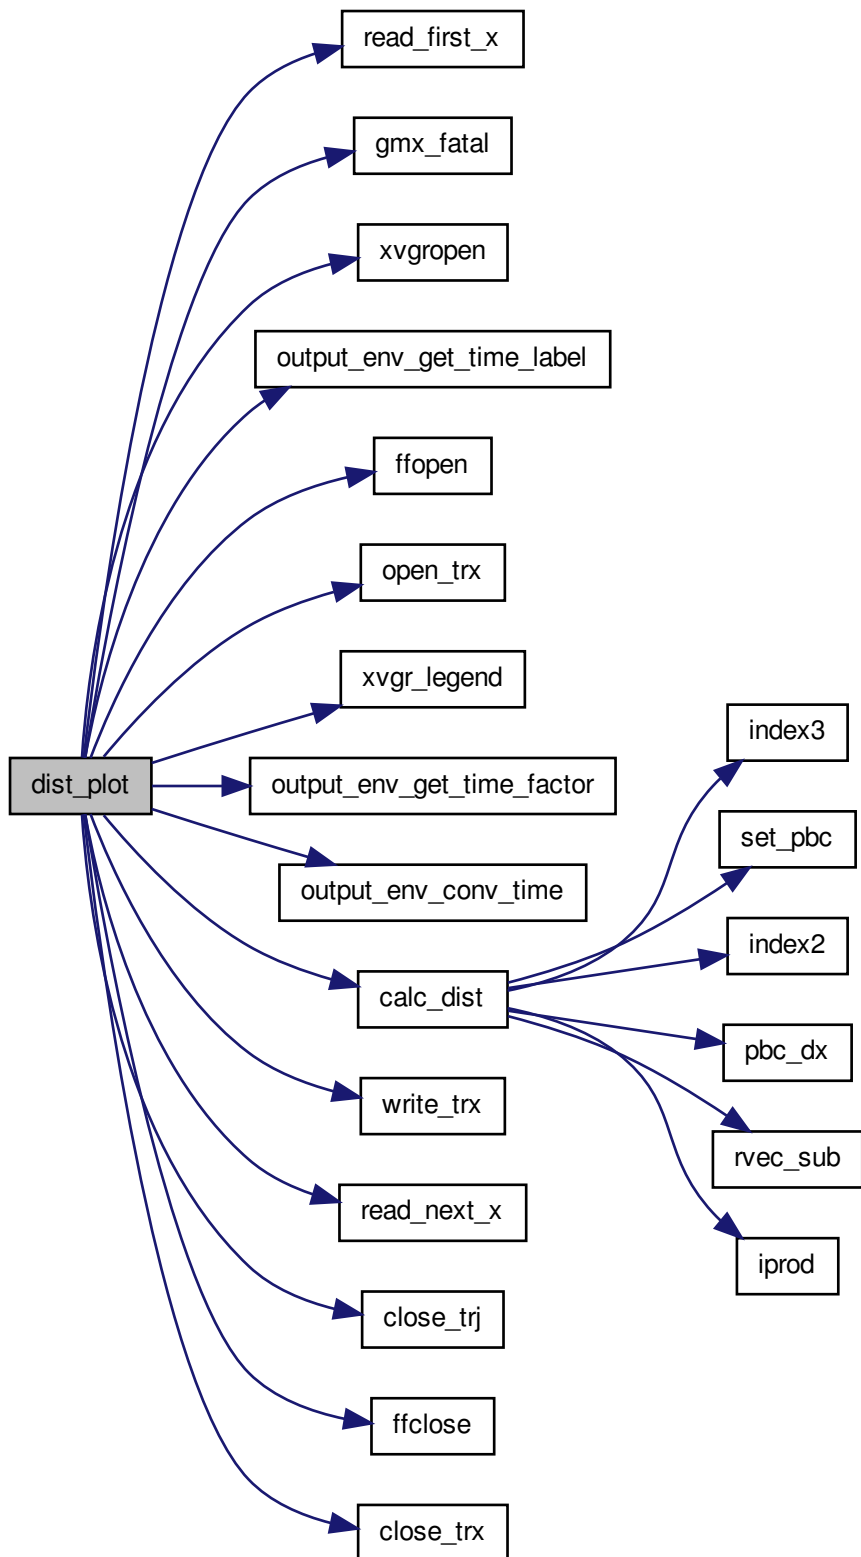 read_first_x
gmx_fatal
xvgropen
output_env_get_time_label
ffopen
open_trx
xvgr_legend
dist_plot
output_env_get_time_factor
output_env_conv_time
calc_dist
write_trx
read_next_x
close_trj
ffclose
close_trx
index3
set_pbc
index2
pbc_dx
rvec_sub
iprod